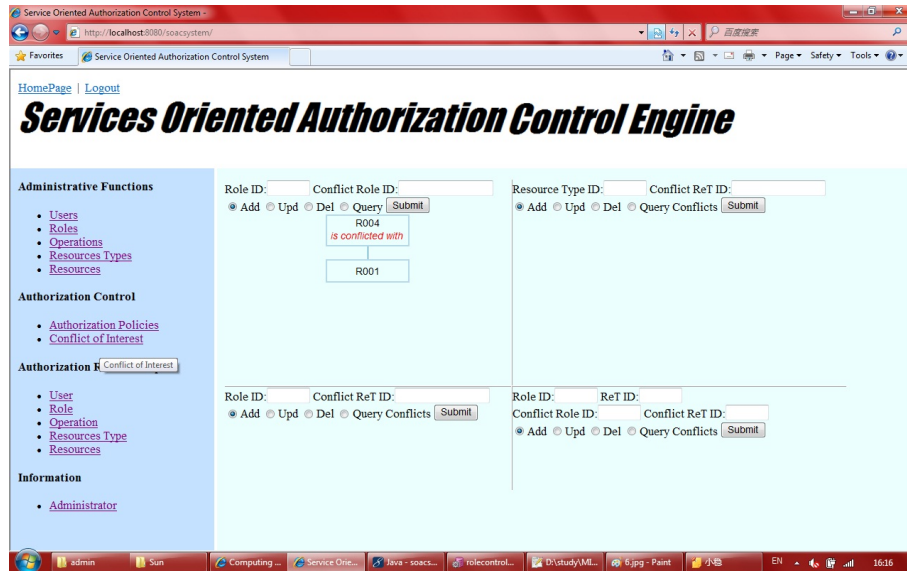 Service Oriented Authorization Control System -
http://localhost:8080/soacsystem/
百度搜索
Favorites
Service Oriented Authorization Control System
Page
Safety
Tools
HomePage | Logout
Services Oriented Authorization Control Engine
Administrative Functions
Users
Roles
Operations
Resources Types
Resources
Authorization Control
Authorization Policies
Conflict of Interest
Authorization R
Conflict of Interest
User
Role
Operation
Resources Type
Resources
Information
Administrator
Role ID: Conflict Role ID:
Add Upd Del Query Submit
R004
is conflicted with
R001
Resource Type ID: Conflict ReT ID:
Add Upd Del Query Conflicts Submit
Role ID: Conflict ReT ID:
Add Upd Del Query Conflicts Submit
Role ID: ReT ID:
Conflict Role ID: Conflict ReT ID:
Add Upd Del Query Conflicts Submit
admin
Sun
Computing ...
Service Orie...
Java - soacs...
rolecontrol...
D:\study\MI...
6.jpg - Paint
EN
16:16